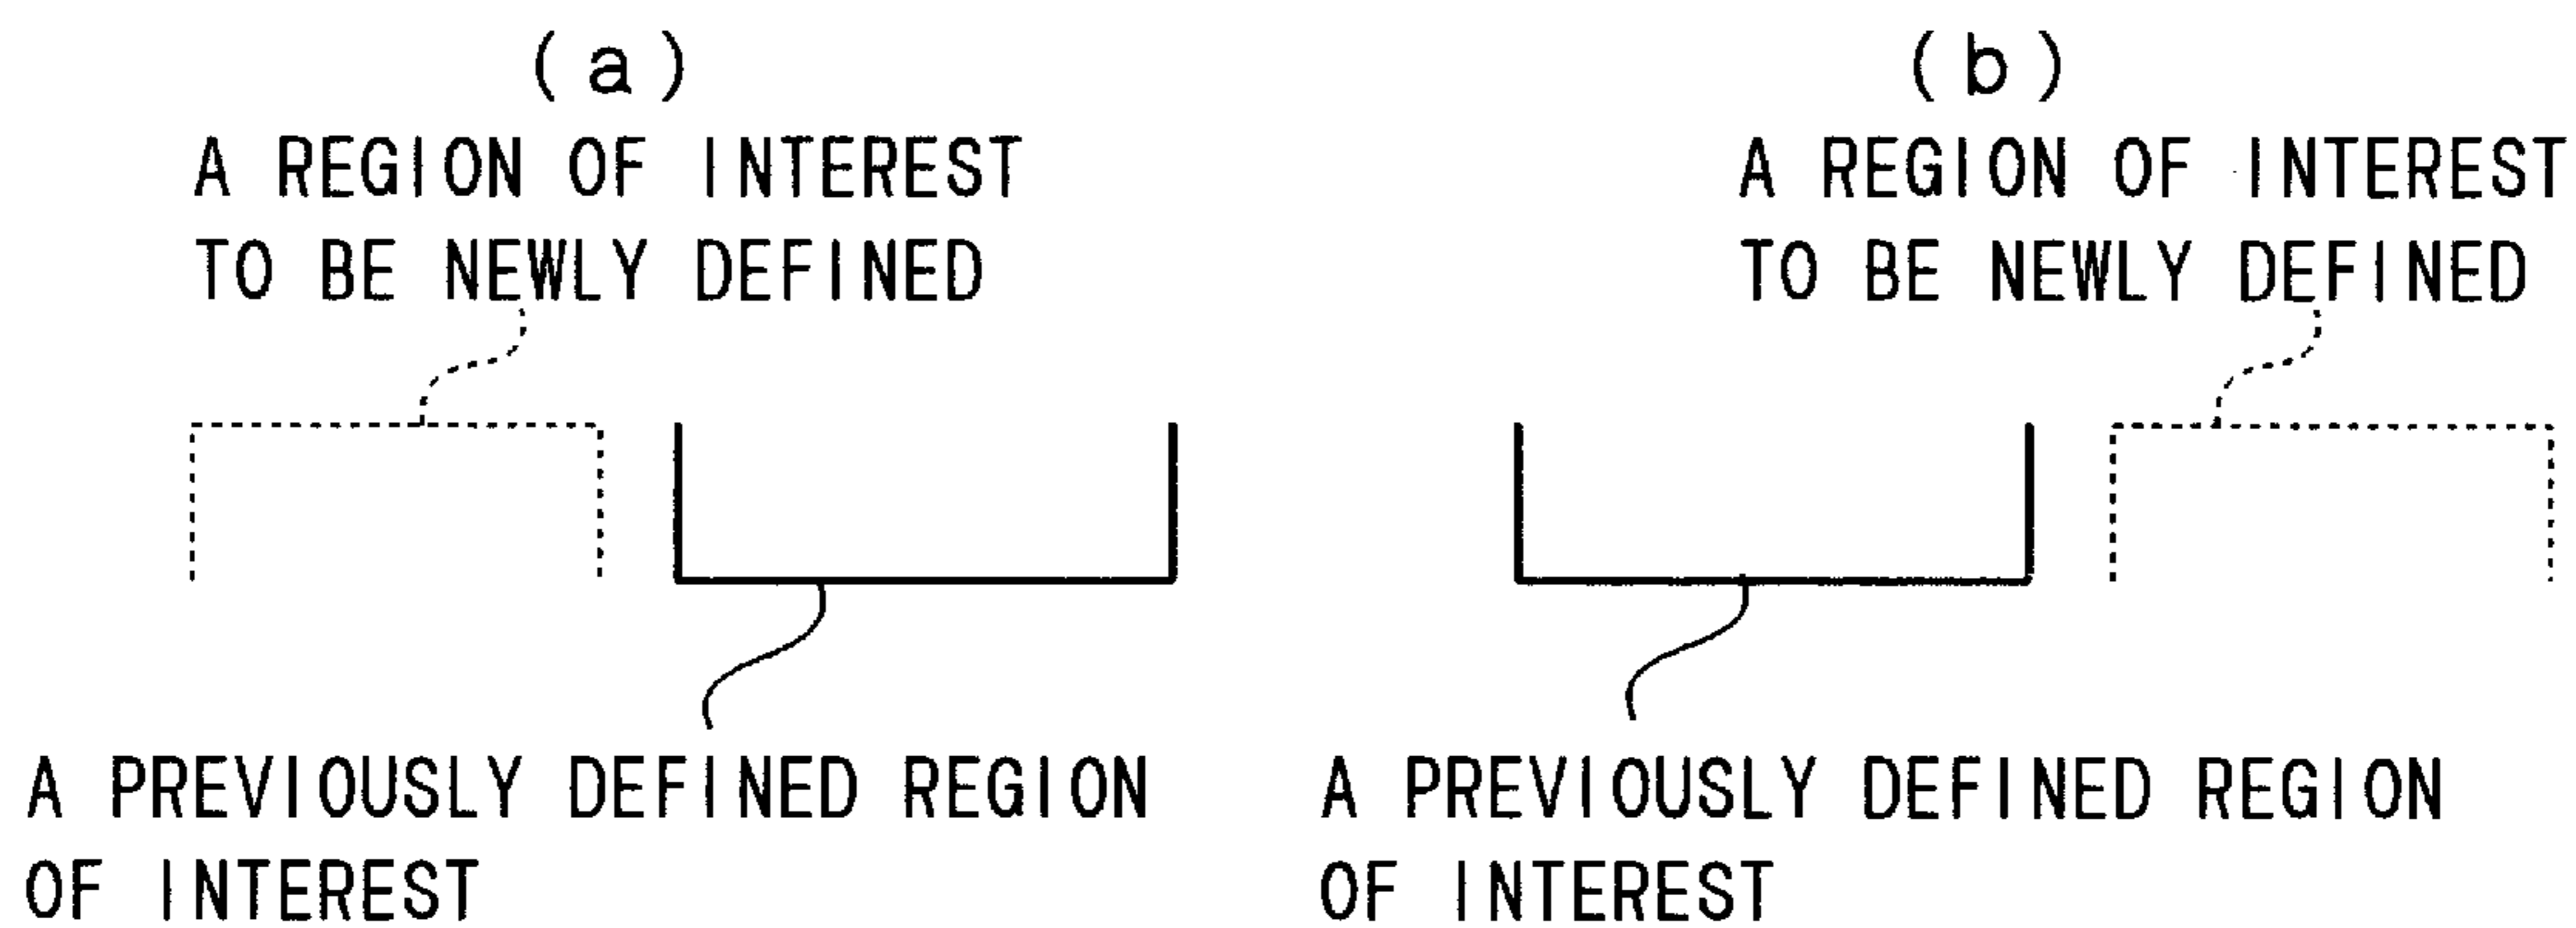 (a)
A REGION OF INTEREST
TO BE NEWLY DEFINED
A PREVIOUSLY DEFINED REGION
OF INTEREST
(b)
A REGION OF INTEREST
TO BE NEWLY DEFINED
A PREVIOUSLY DEFINED REGION
OF INTEREST